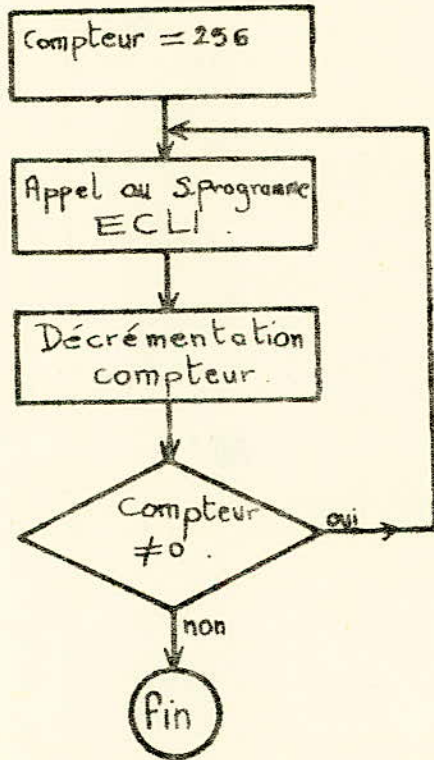 Compteur = 256
Appel au S.programme
ECLI.
Décrémentation
compteur.
Compteur
≠0.
oui
non
fin